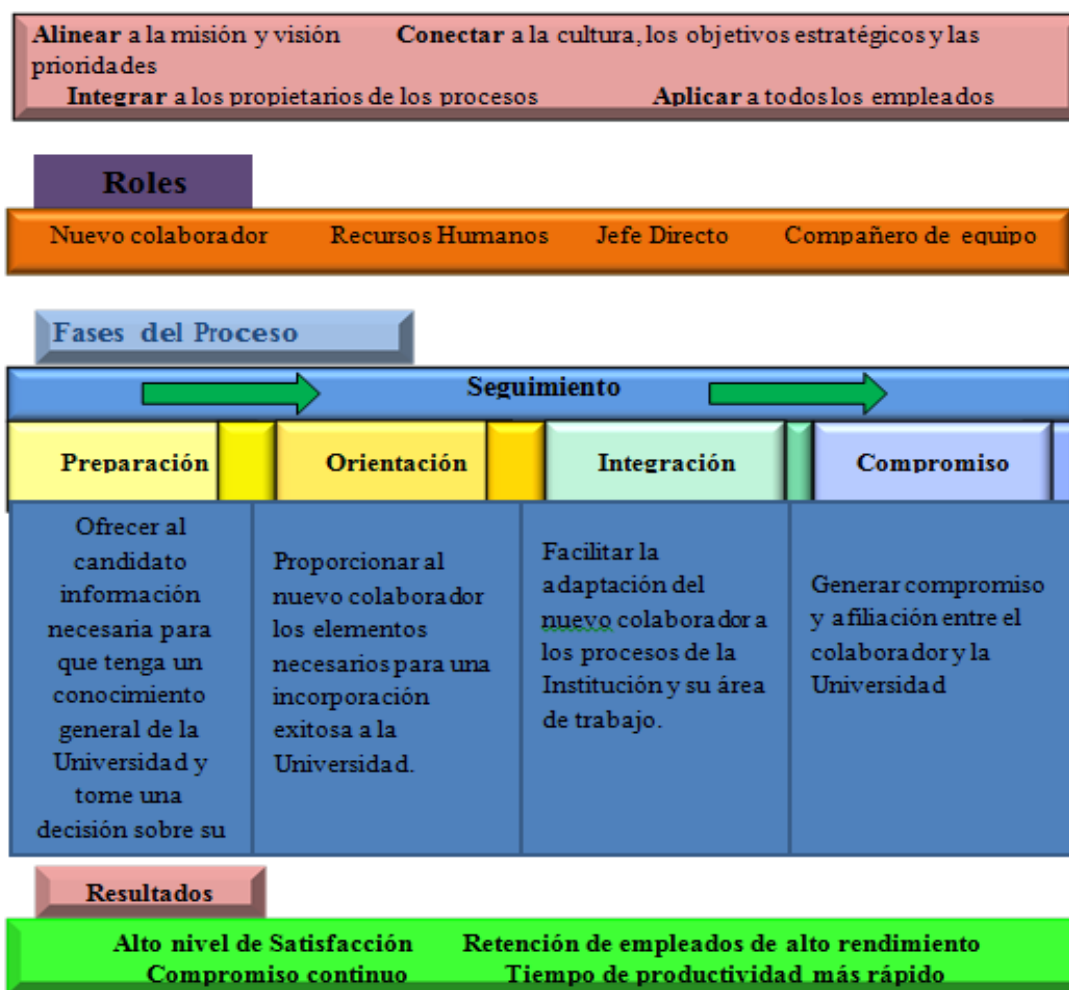 Alinear a la misión y visión Conectar a la cultura, los objetivos estratégicos y las
prioridades
Integrar a los propietarios de los procesos Aplicar a todos los empleados
Roles
Nuevo colaborador Recursos Humanos Jefe Directo Compañero de equipo
Fases del Proceso
Seguimiento
Preparación
Orientación
Integración
Compromiso
Ofrecer al
candidato
información
necesaria para
que tenga un
conocimiento
general de la
Universidad y
tome una
decisión sobre su
Proporcionar al
nuevo colaborador
los elementos
necesarios para una
incorporación
exitosa a la
Universidad.
Facilitar la
adaptación del
nuevo colaborador a
los procesos de la
Institución y su área
de trabajo.
Generar compromiso
y afiliación entre el
colaborador y la
Universidad
Resultados
Alto nivel de Satisfacción Retención de empleados de alto rendimiento
Compromiso continuo Tiempo de productividad más rápido